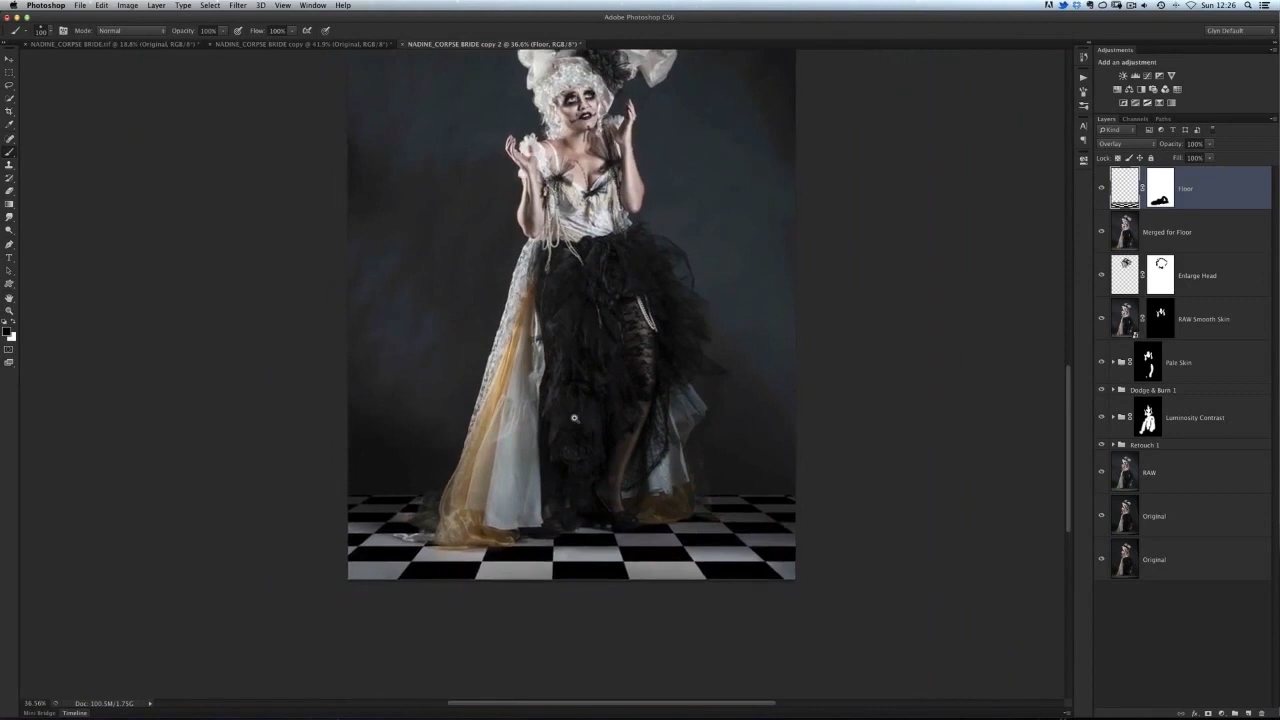 Photoshop File Edit Image Layer Type Select Filter 3D View Window Help Sun 12:26
Adobe Photoshop CS6
100 Mode: Normal Opacity: 100% Flow: 100% Glyn Default
× NADINE_CORPSE BRIDE.tif @ 18.8% (Original, RGB/8) * × NADINE_CORPSE BRIDE copy @ 41.9% (Original, RGB/8) * × NADINE_CORPSE BRIDE copy 2 @ 36.6% (Floor, RGB/8) *
Adjustments
Add an adjustment
Layers Channels Paths
Kind
Overlay Opacity: 100%
Lock: Fill: 100%
Floor
Merged for Floor
Enlarge Head
RAW Smooth Skin
Pale Skin
Dodge & Burn 1
Luminosity Contrast
Retouch 1
RAW
Original
Original
36.56% Doc: 100.5M/1.75G
Mini Bridge Timeline